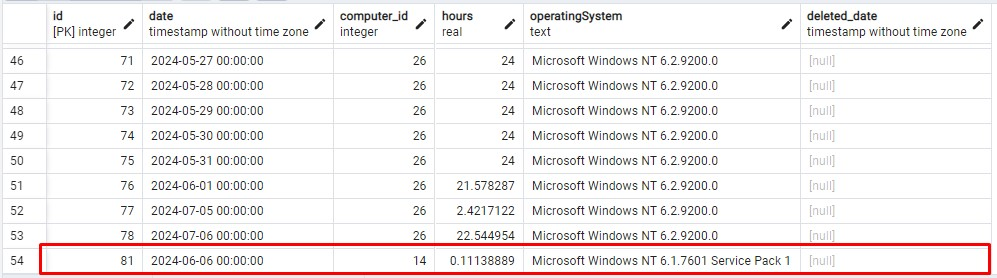 id date computer_id hours operatingSystem deleted_date
[PK] integer timestamp without time zone integer real text timestamp without time zone
46 71 2024-05-27 00:00:00 26 24 Microsoft Windows NT 6.2.9200.0 [null]
47 72 2024-05-28 00:00:00 26 24 Microsoft Windows NT 6.2.9200.0 [null]
48 73 2024-05-29 00:00:00 26 24 Microsoft Windows NT 6.2.9200.0 [null]
49 74 2024-05-30 00:00:00 26 24 Microsoft Windows NT 6.2.9200.0 [null]
50 75 2024-05-31 00:00:00 26 24 Microsoft Windows NT 6.2.9200.0 [null]
51 76 2024-06-01 00:00:00 26 21.578287 Microsoft Windows NT 6.2.9200.0 [null]
52 77 2024-07-05 00:00:00 26 2.4217122 Microsoft Windows NT 6.2.9200.0 [null]
53 78 2024-07-06 00:00:00 26 22.544954 Microsoft Windows NT 6.2.9200.0 [null]
54 81 2024-06-06 00:00:00 14 0.11138889 Microsoft Windows NT 6.1.7601 Service Pack 1 [null]